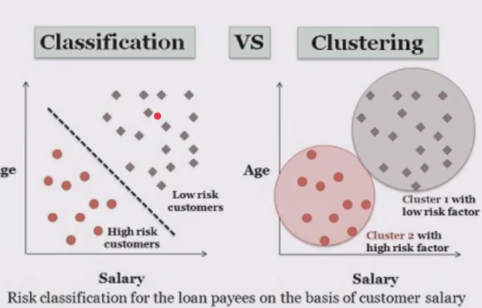 Classification
VS
Clustering
ge
Low risk
customers
High risk
customers
Salary
Age
Cluster 1 with
low risk factor
Cluster 2 with
high risk factor
Salary
Risk classification for the loan payees on the basis of customer salary